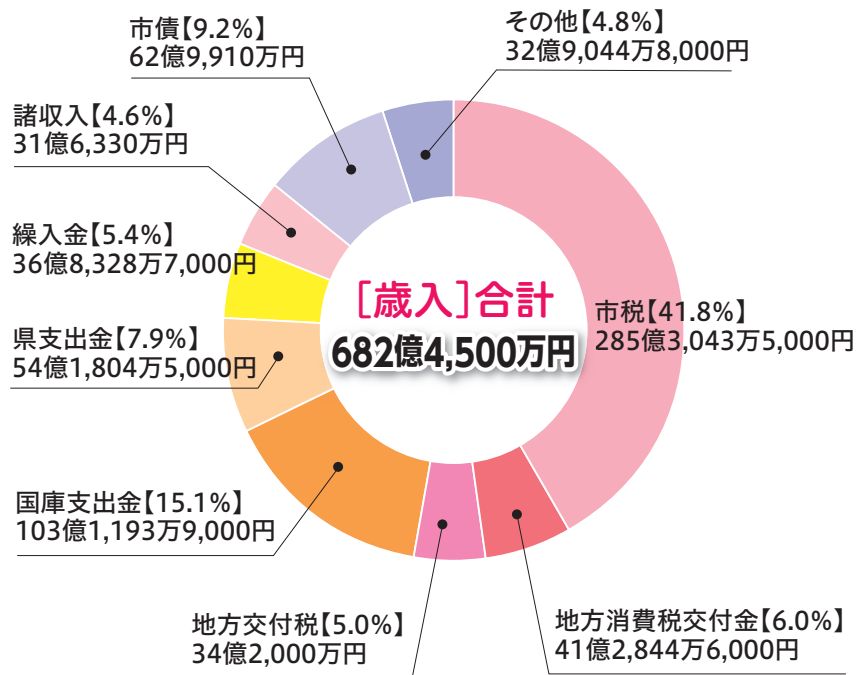 市債【9.2%】
62億9,910万円
その他【4.8%】
32億9,044万8,000円
諸収入【4.6%】
31億6,330万円
繰入金【5.4%】
36億8,328万7,000円
県支出金【7.9%】
54億1,804万5,000円
国庫支出金【15.1%】
103億1,193万9,000円
地方交付税【5.0%】
34億2,000万円
地方消費税交付金【6.0%】
41億2,844万6,000円
市税【41.8%】
285億3,043万5,000円
［歳入］合計
682億4,500万円